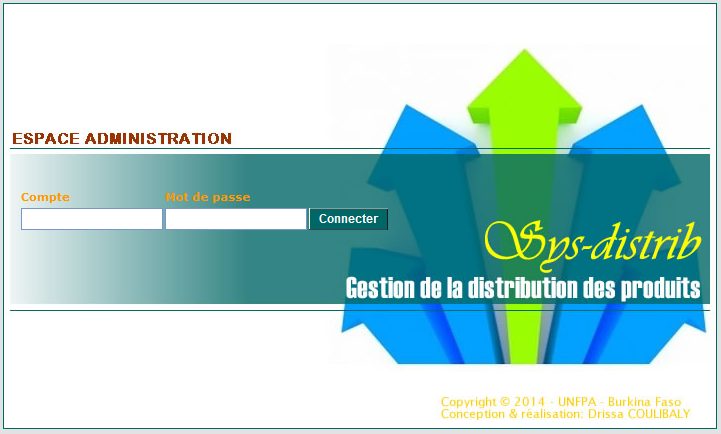 ESPACE ADMINISTRATION
Compte Mot de passe
Connecter
Sys-distrib
Gestion de la distribution des produits
Copyright © 2014 - UNFPA - Burkina Faso
Conception & réalisation: Drissa COULIBALY